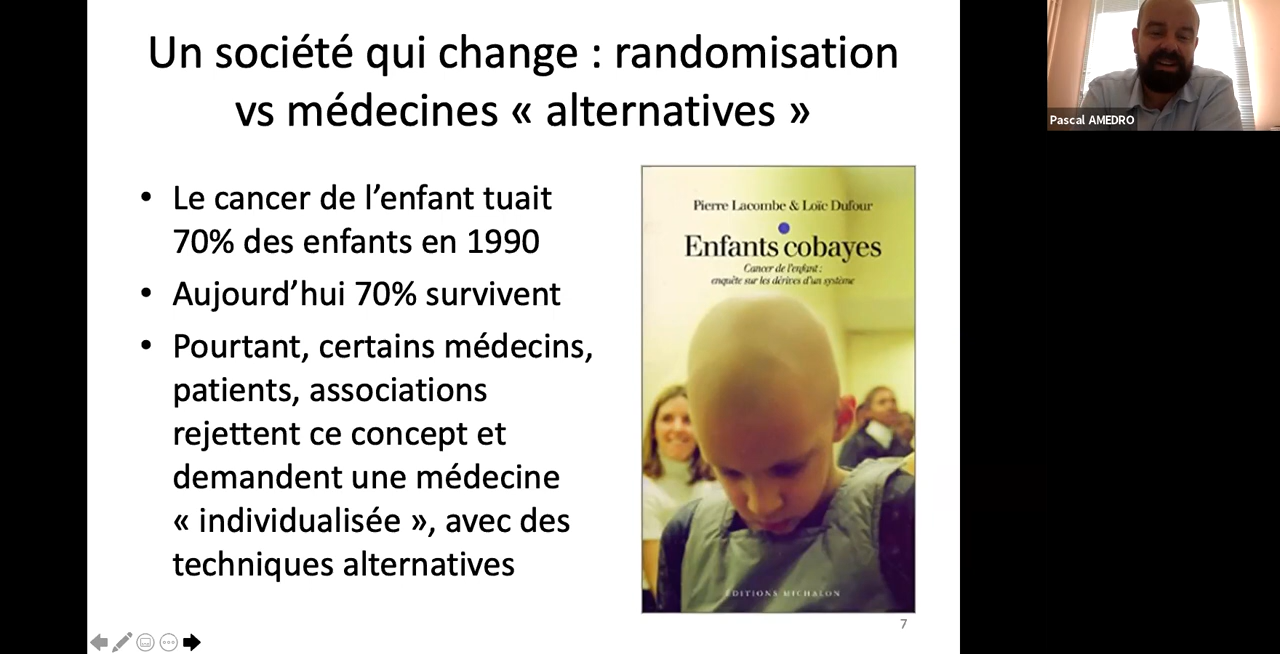 Un société qui change : randomisation
vs médecines « alternatives »
• Le cancer de l’enfant tuait
70% des enfants en 1990
• Aujourd’hui 70% survivent
• Pourtant, certains médecins,
patients, associations
rejettent ce concept et
demandent une médecine
« individualisée », avec des
techniques alternatives
Pierre Lacombe & Loïc Dufour
Enfants cobayes
Cancer de l'enfant :
enquête sur les dérives d'un système
EDITIONS MICHALON
7
Pascal AMEDRO